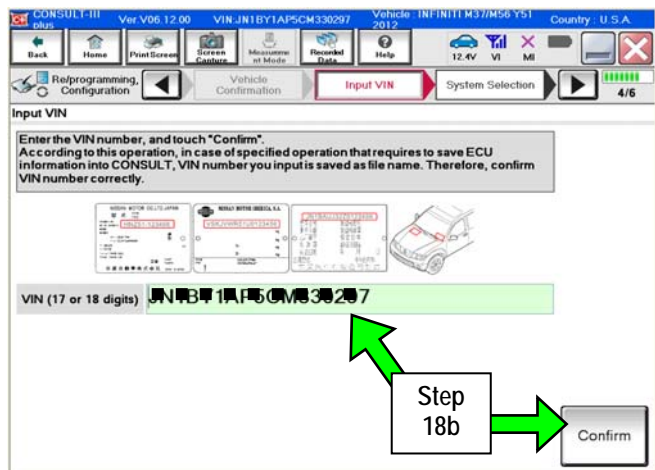 CONSULT-III plus Ver.V06.12.00 VIN:JN1BY1AP5CM330297 Vehicle : INFINITI M37/M56 Y51 2012 Country : U.S.A.
Back Home Print Screen Screen Capture Measurement Mode Recorded Data Help 12.4V VI MI
Re/programming, Configuration Vehicle Confirmation Input VIN System Selection 4/6
Input VIN
Enter the VIN number, and touch "Confirm".
According to this operation, in case of specified operation that requires to save ECU
information into CONSULT, VIN number you input is saved as file name. Therefore, confirm
VIN number correctly.
VIN (17 or 18 digits)
Step
18b
Confirm